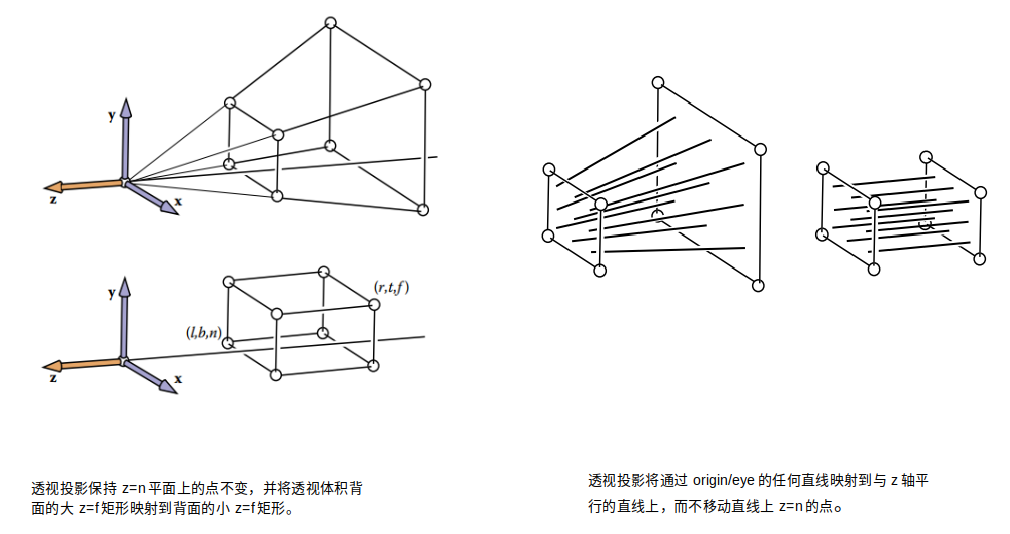 y
z
x
y
(r,t,f)
(l,b,n)
z
x
透视投影保持 z=n 平面上的点不变，并将透视体积背
面的大 z=f 矩形映射到背面的小 z=f 矩形。
透视投影将通过 origin/eye 的任何直线映射到与 z 轴平
行的直线上，而不移动直线上 z=n 的点。